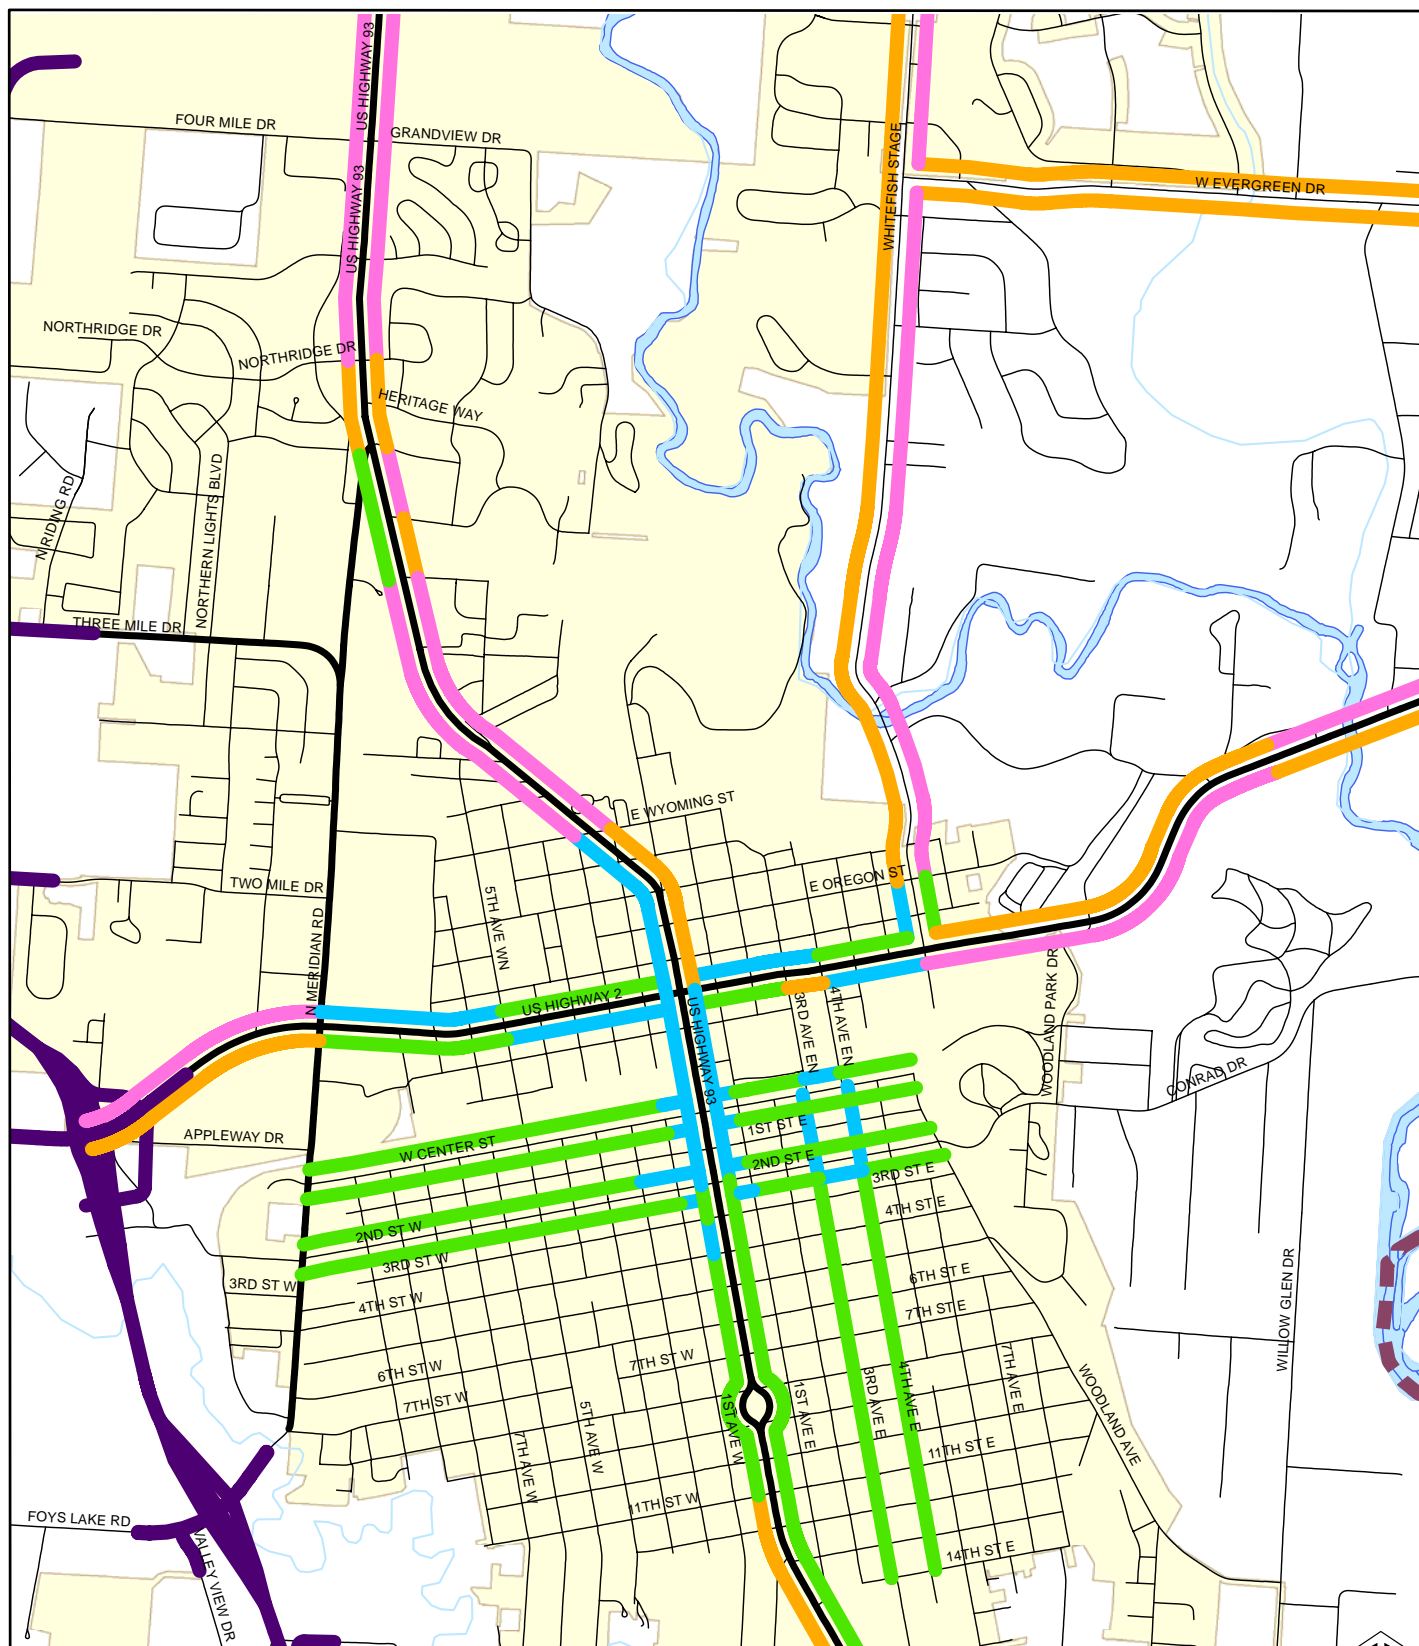 US HIGHWAY 93
FOUR MILE DR
GRANDVIEW DR
WHITEFISH STAGE
W EVERGREEN DR
US HIGHWAY 93
US HIGHWAY 93
NORTHRIDGE DR
NORTHRIDGE DR
HERITAGE WAY
N RIDING RD
NORTHERN LIGHTS BLVD
THREE MILE DR
E WYOMING ST
TWO MILE DR
5TH AVE WN
E OREGON ST
N MERIDIAN RD
US HIGHWAY 2
3RD AVE EN
4TH AVE EN
WOODLAND PARK DR
CONRAD DR
APPLEWAY DR
W CENTER ST
1ST ST E
2ND ST E
3RD ST E
4TH ST E
2ND ST W
3RD ST W
3RD ST W
4TH ST W
6TH ST E
7TH ST E
WILLOW GLEN DR
6TH ST W
7TH ST W
7TH ST W
7TH AVE E
WOODLAND AVE
1ST AVE W
1ST AVE E
3RD AVE E
4TH AVE E
5TH AVE W
7TH AVE W
11TH ST E
11TH ST W
FOYS LAKE RD
VALLEY VIEW DR
14TH ST E